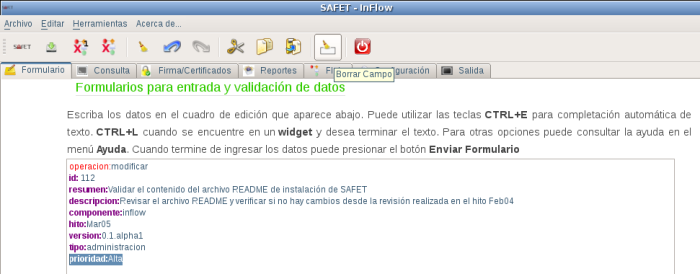 SAFET - InFlow
Archivo Editar Herramientas Acerca de...
SAFET
Formulario Consulta Firma/Certificados Reportes Configuración Salida
Borrar Campo
Formularios para entrada y validación de datos
Escriba los datos en el cuadro de edición que aparece abajo. Puede utilizar las teclas CTRL+E para completación automática de
texto. CTRL+L cuando se encuentre en un widget y desea terminar el texto. Para otras opciones puede consultar la ayuda en el
menú Ayuda. Cuando termine de ingresar los datos puede presionar el botón Enviar Formulario
operacion:modificar
id: 112
resumen:Validar el contenido del archivo README de instalación de SAFET
descripcion:Revisar el archivo README y verificar si no hay cambios desde la revisión realizada en el hito Feb04
componente:inflow
hito:Mar05
version:0.1.alpha1
tipo:administracion
prioridad:Alta